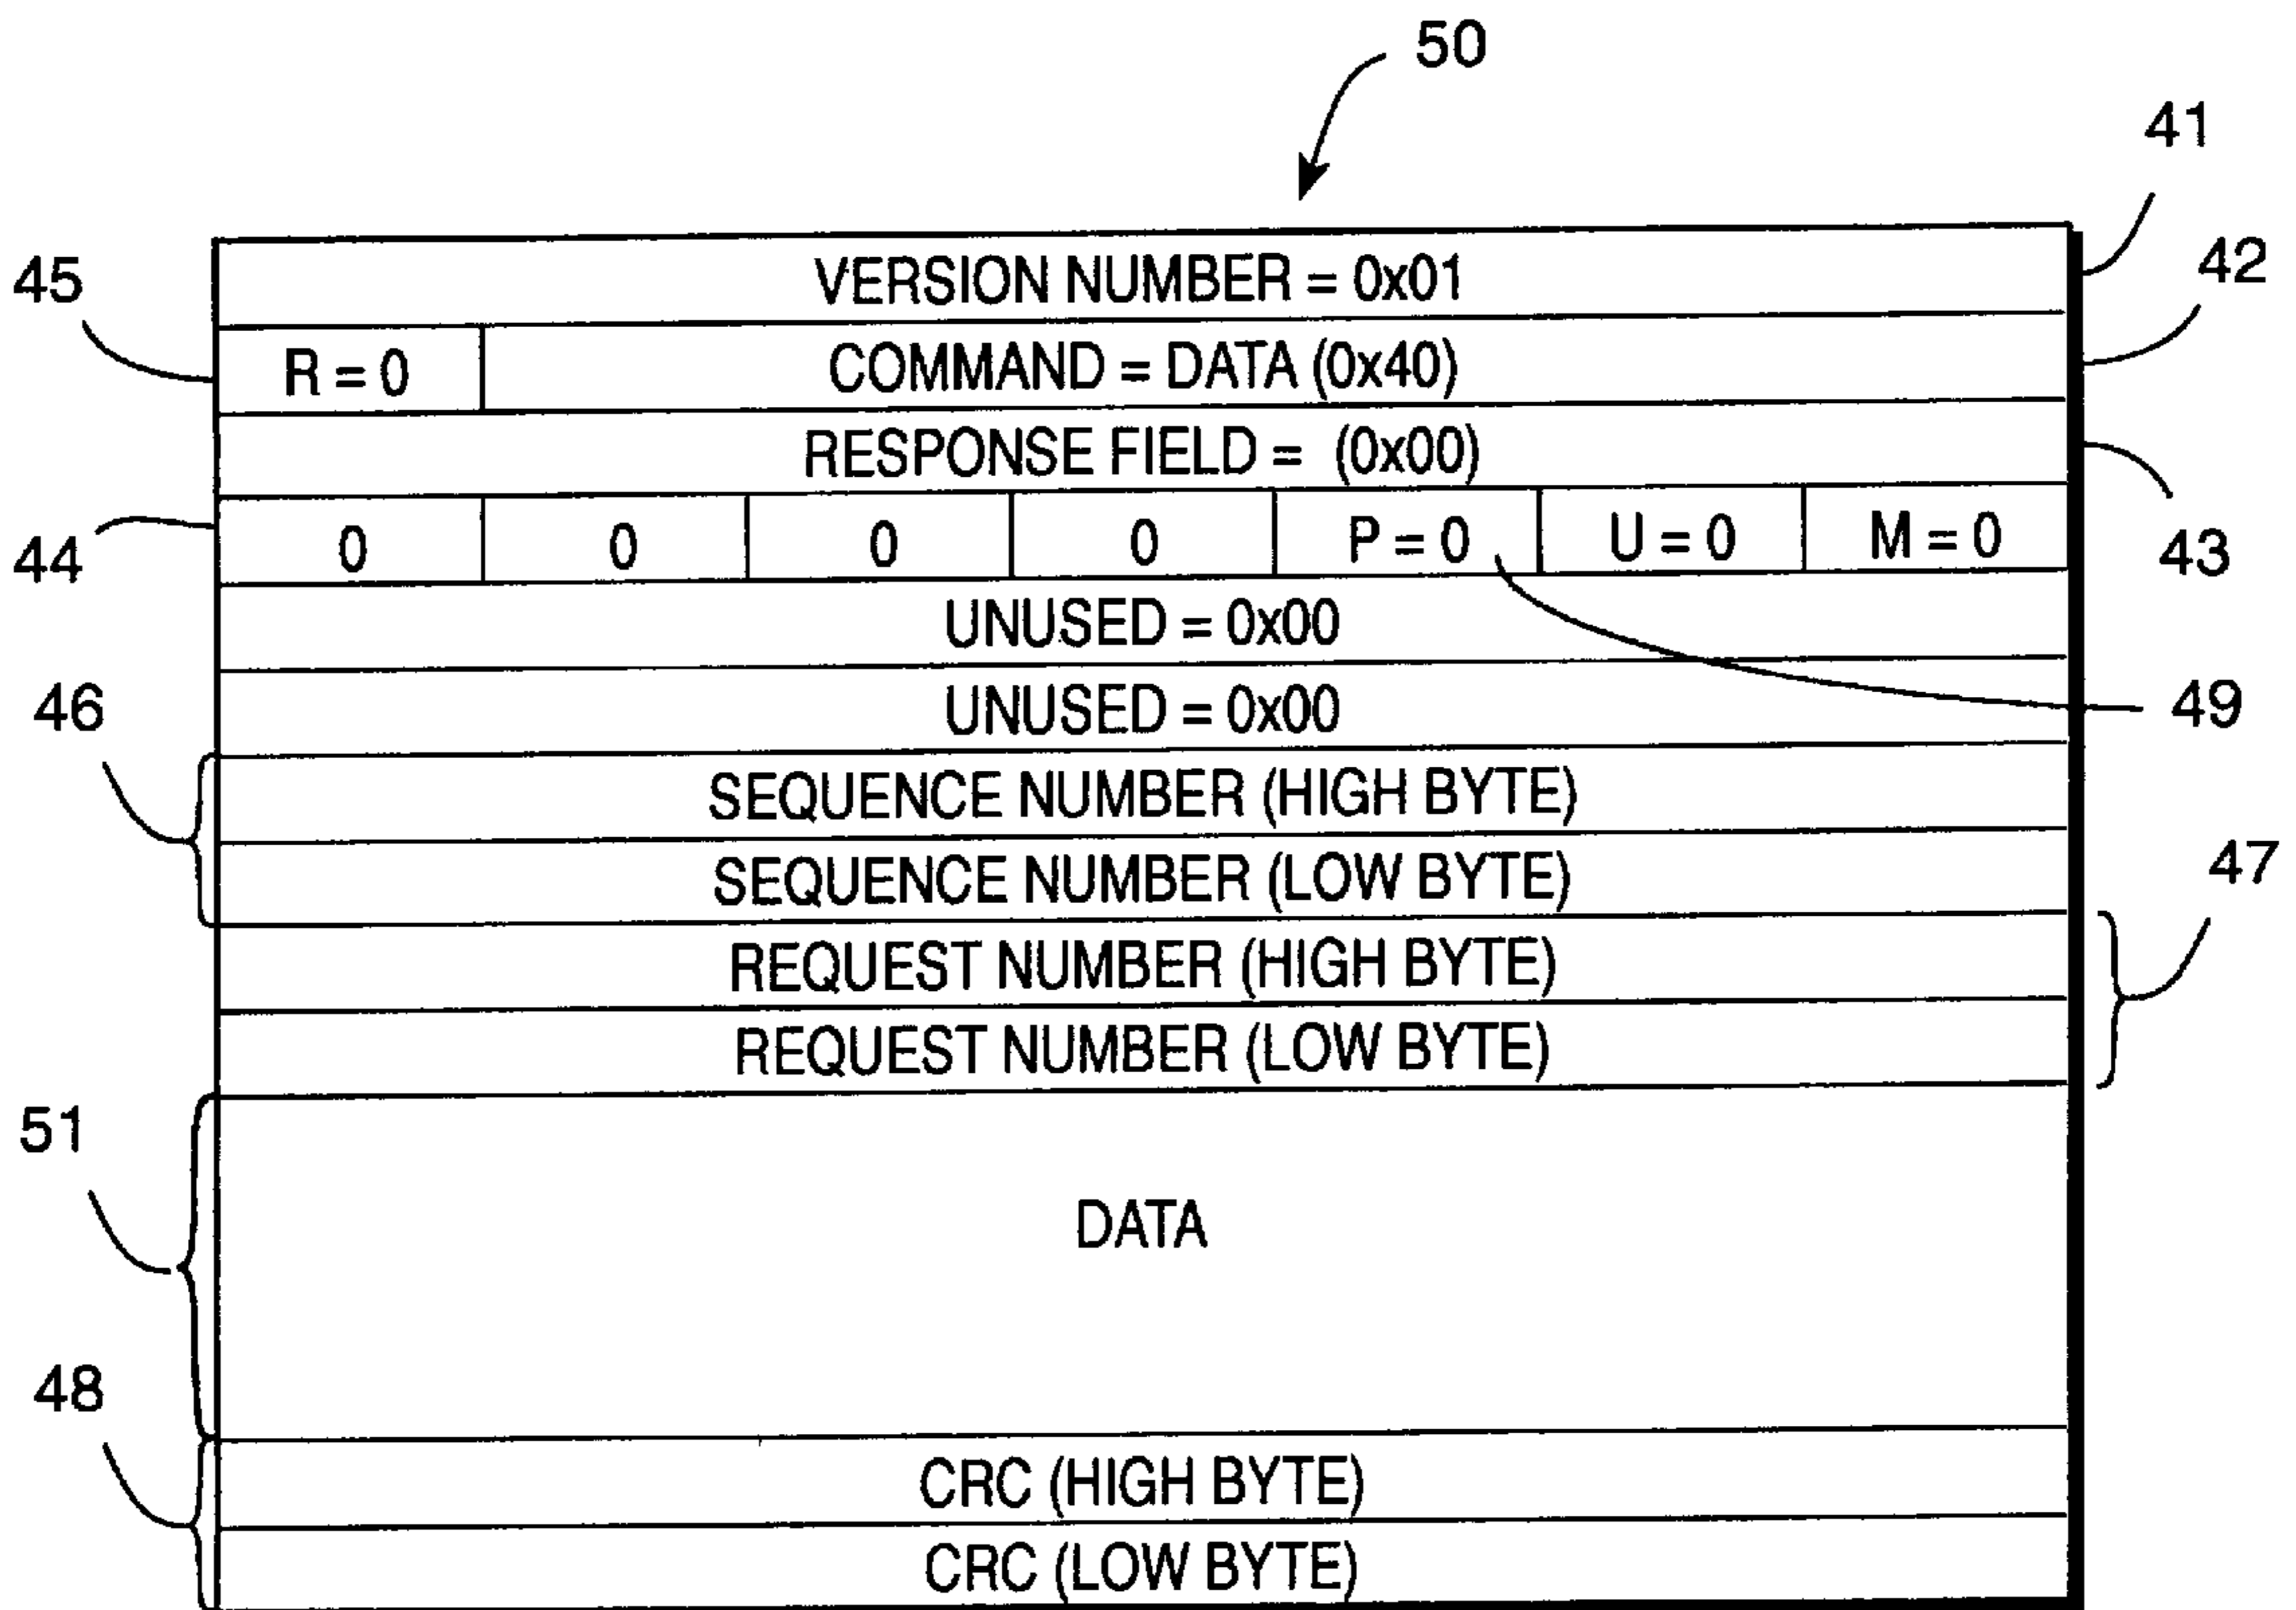 50
41
VERSION NUMBER = 0x01
45
42
R = 0 COMMAND = DATA (0x40)
RESPONSE FIELD = (0x00)
44
0 0 0 0 P = 0 U = 0 M = 0
43
UNUSED = 0x00
UNUSED = 0x00
46
49
SEQUENCE NUMBER (HIGH BYTE)
SEQUENCE NUMBER (LOW BYTE)
47
REQUEST NUMBER (HIGH BYTE)
REQUEST NUMBER (LOW BYTE)
51
DATA
48
CRC (HIGH BYTE)
CRC (LOW BYTE)